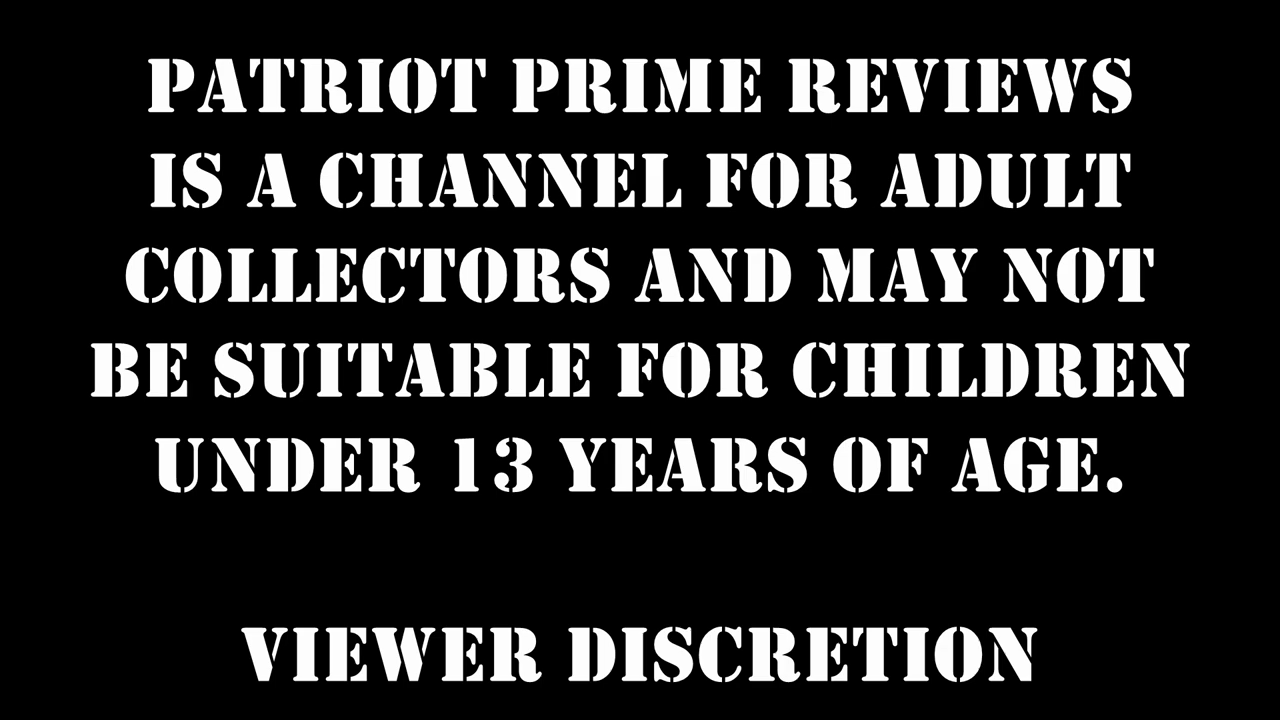 PATRIOT PRIME REVIEWS
IS A CHANNEL FOR ADULT
COLLECTORS AND MAY NOT
BE SUITABLE FOR CHILDREN
UNDER 13 YEARS OF AGE.
VIEWER DISCRETION